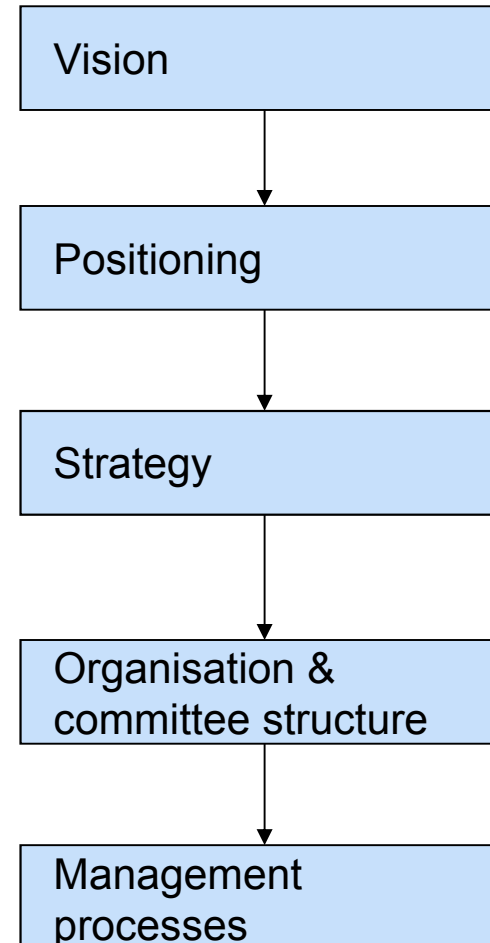 Vision
Positioning
Strategy
Organisation &
committee structure
Management
processes